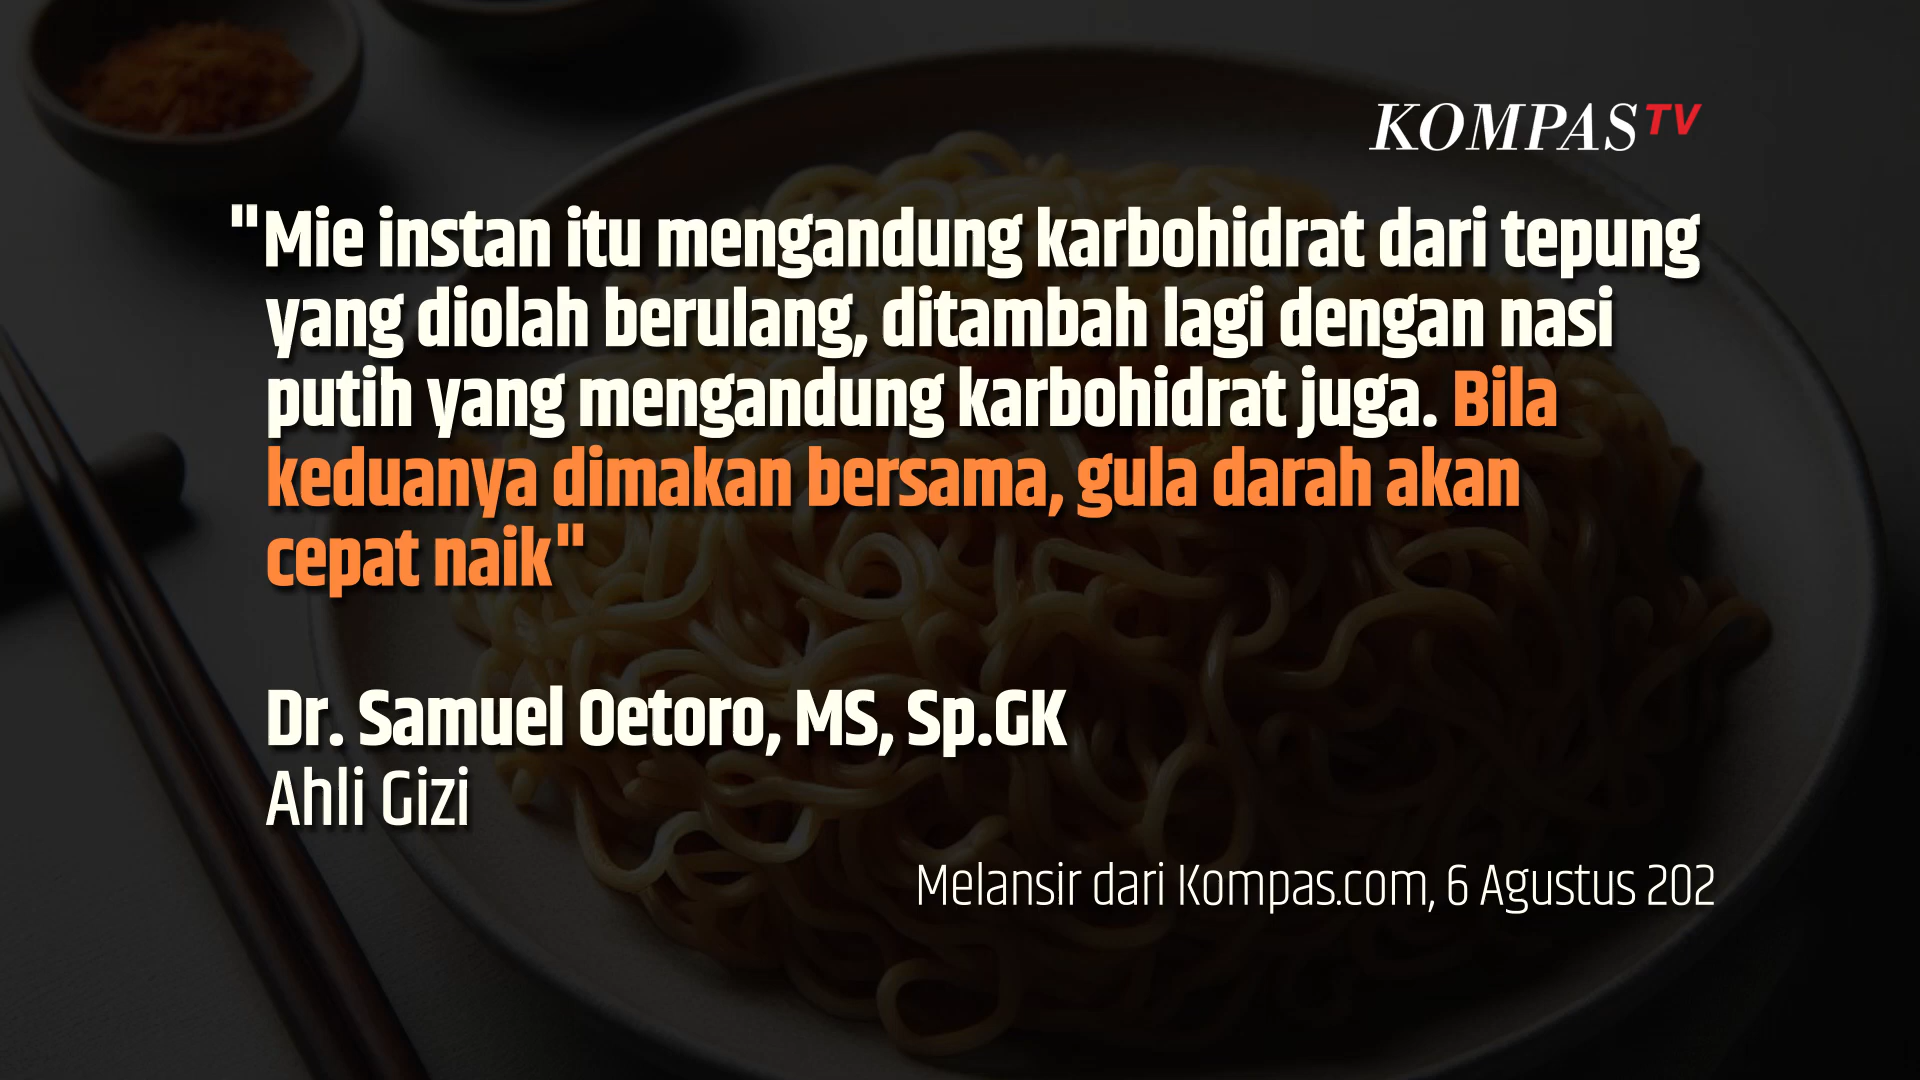 KOMPAS TV
"Mie instan itu mengandung karbohidrat dari tepung
yang diolah berulang, ditambah lagi dengan nasi
putih yang mengandung karbohidrat juga. Bila
keduanya dimakan bersama, gula darah akan
cepat naik"
Dr. Samuel Oetoro, MS, Sp.GK
Ahli Gizi
Melansir dari Kompas.com, 6 Agustus 202